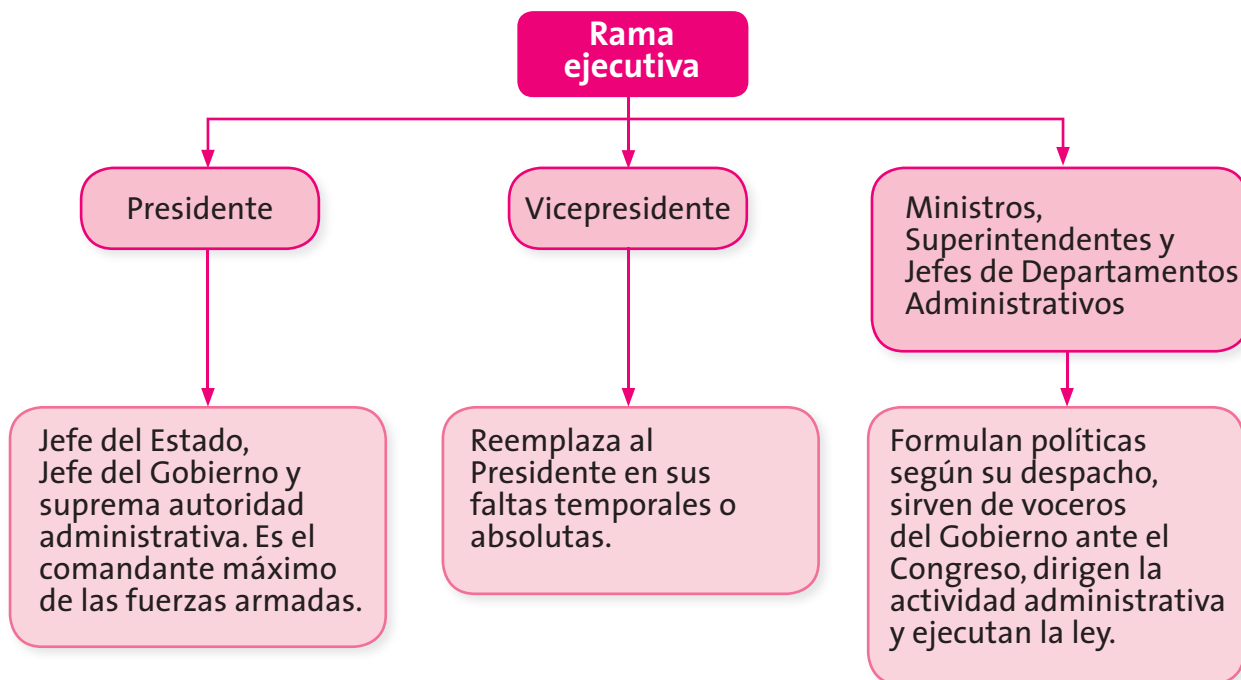 Rama
ejecutiva
Presidente
Vicepresidente
Ministros,
Superintendentes y
Jefes de Departamentos
Administrativos
Jefe del Estado,
Jefe del Gobierno y
suprema autoridad
administrativa. Es el
comandante máximo
de las fuerzas armadas.
Reemplaza al
Presidente en sus
faltas temporales o
absolutas.
Formulan políticas
según su despacho,
sirven de voceros
del Gobierno ante el
Congreso, dirigen la
actividad administrativa
y ejecutan la ley.